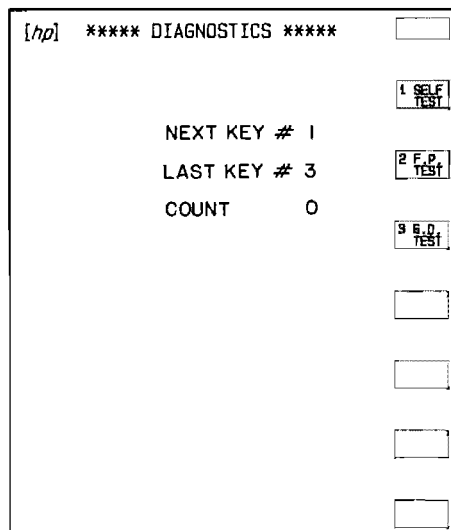 [hp] ***** DIAGNOSTICS *****
1 SELF
TEST
NEXT KEY # 1
2 F.P.
TEST
LAST KEY # 3
COUNT 0
3 G.D.
TEST